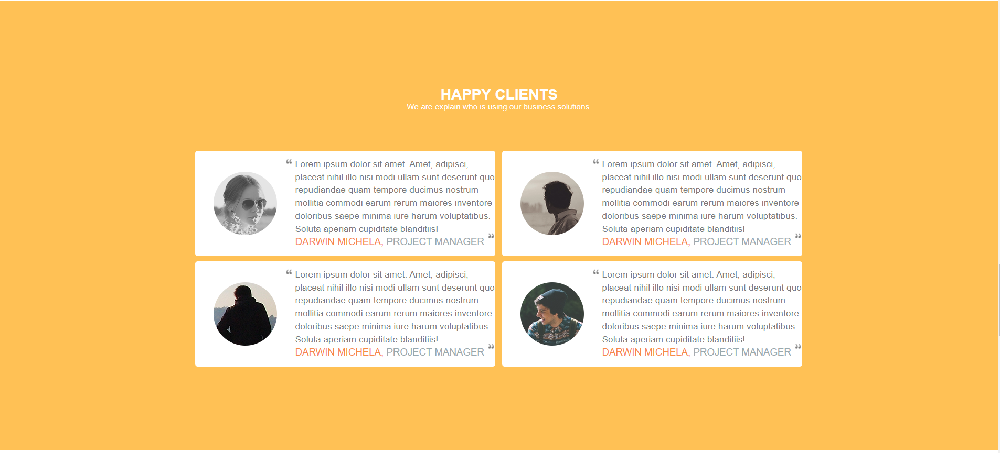 HAPPY CLIENTS
We are explain who is using our business solutions.
“ Lorem ipsum dolor sit amet. Amet, adipisci,
placeat nihil illo nisi modi ullam sunt deserunt quo
repudiandae quam tempore ducimus nostrum
mollitia commodi earum rerum maiores inventore
doloribus saepe minima iure harum voluptatibus.
Soluta aperiam cupiditate blanditiis!
DARWIN MICHELA, PROJECT MANAGER ”
“ Lorem ipsum dolor sit amet. Amet, adipisci,
placeat nihil illo nisi modi ullam sunt deserunt quo
repudiandae quam tempore ducimus nostrum
mollitia commodi earum rerum maiores inventore
doloribus saepe minima iure harum voluptatibus.
Soluta aperiam cupiditate blanditiis!
DARWIN MICHELA, PROJECT MANAGER ”
“ Lorem ipsum dolor sit amet. Amet, adipisci,
placeat nihil illo nisi modi ullam sunt deserunt quo
repudiandae quam tempore ducimus nostrum
mollitia commodi earum rerum maiores inventore
doloribus saepe minima iure harum voluptatibus.
Soluta aperiam cupiditate blanditiis!
DARWIN MICHELA, PROJECT MANAGER ”
“ Lorem ipsum dolor sit amet. Amet, adipisci,
placeat nihil illo nisi modi ullam sunt deserunt quo
repudiandae quam tempore ducimus nostrum
mollitia commodi earum rerum maiores inventore
doloribus saepe minima iure harum voluptatibus.
Soluta aperiam cupiditate blanditiis!
DARWIN MICHELA, PROJECT MANAGER ”